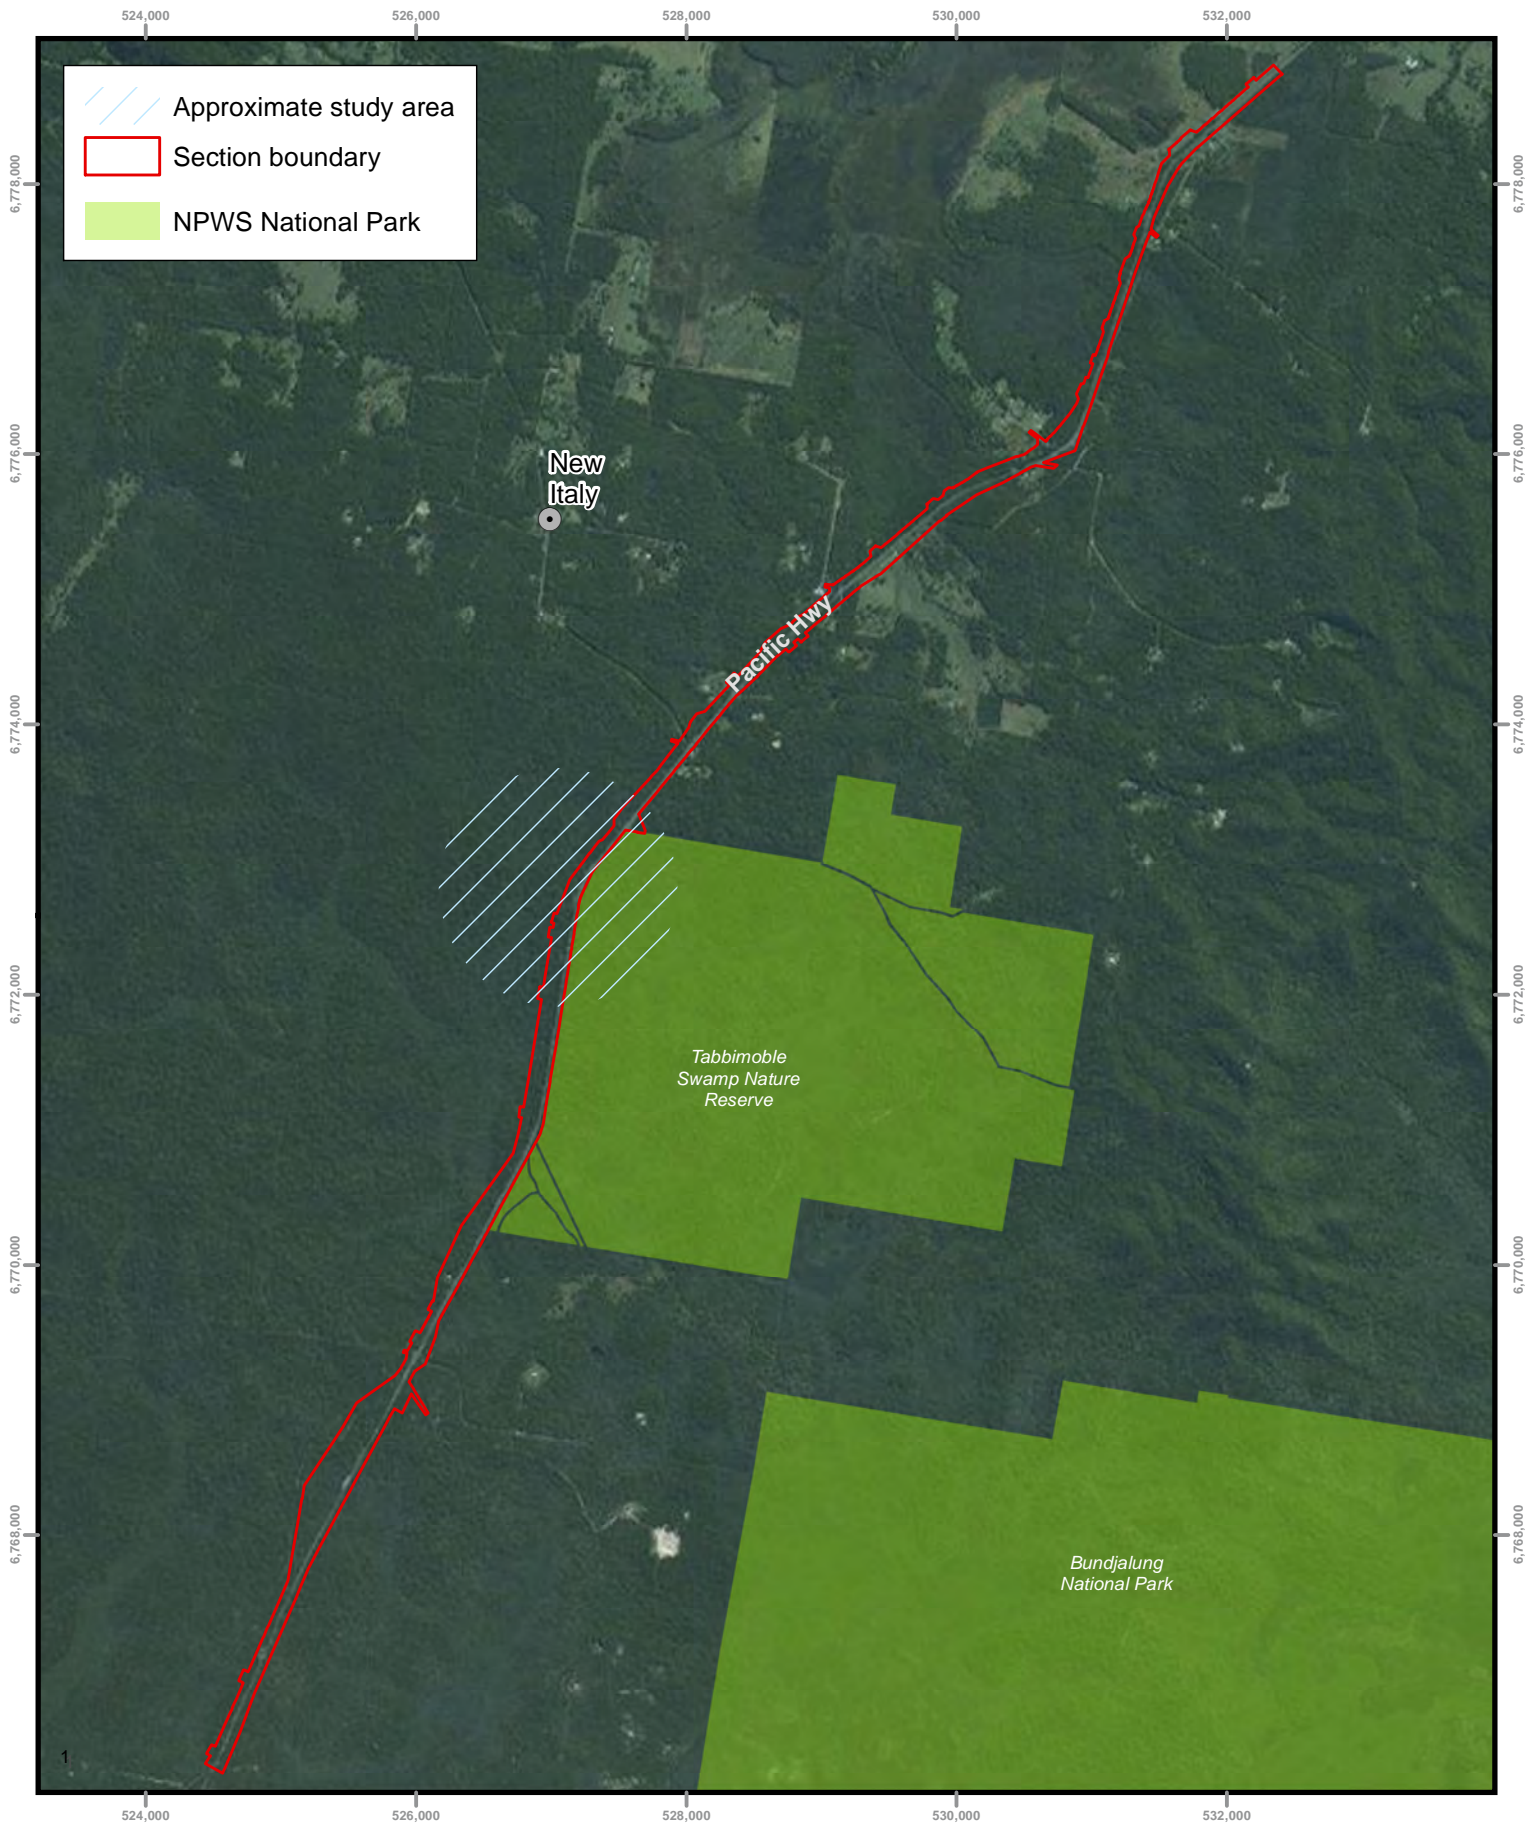 524,000
526,000
528,000
530,000
532,000
Approximate study area
Section boundary
NPWS National Park
6,778,000
6,778,000
6,776,000
6,776,000
New
Italy
Pacific Hwy
6,774,000
6,774,000
6,772,000
6,772,000
Tabbimoble
Swamp Nature
Reserve
6,770,000
6,770,000
6,768,000
6,768,000
Bundjalung
National Park
1
524,000
526,000
528,000
530,000
532,000